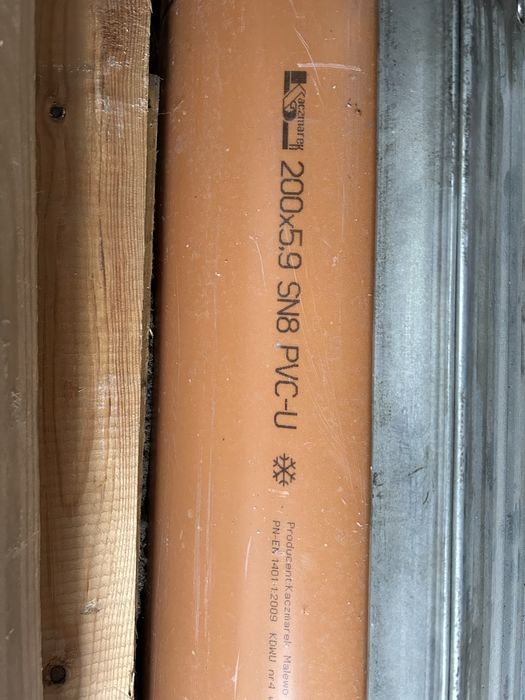 Kaczmarek
200x5,9 SN8 PVC-U
Producent:Kaczmarek Malewo
PN-EN 1401-1:2009 KDWU nr 4